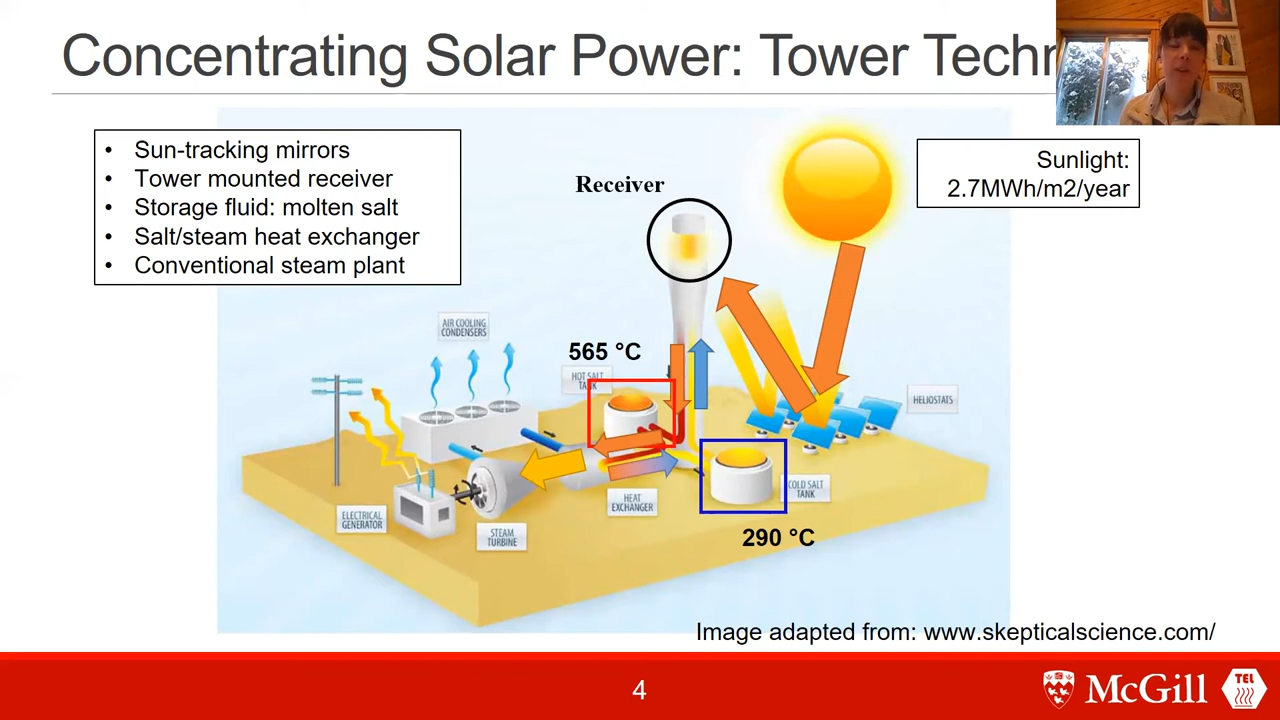 Concentrating Solar Power: Tower Techn
• Sun-tracking mirrors
• Tower mounted receiver
• Storage fluid: molten salt
• Salt/steam heat exchanger
• Conventional steam plant
Receiver
Sunlight:
2.7MWh/m2/year
AIR COOLING
CONDENSERS
565 °C
HOT SALT
TANK
HELIOSTATS
COLD SALT
TANK
HEAT
EXCHANGER
ELECTRICAL
GENERATOR
STEAM
TURBINE
290 °C
Image adapted from: www.skepticalscience.com/
4
McGill
TEL